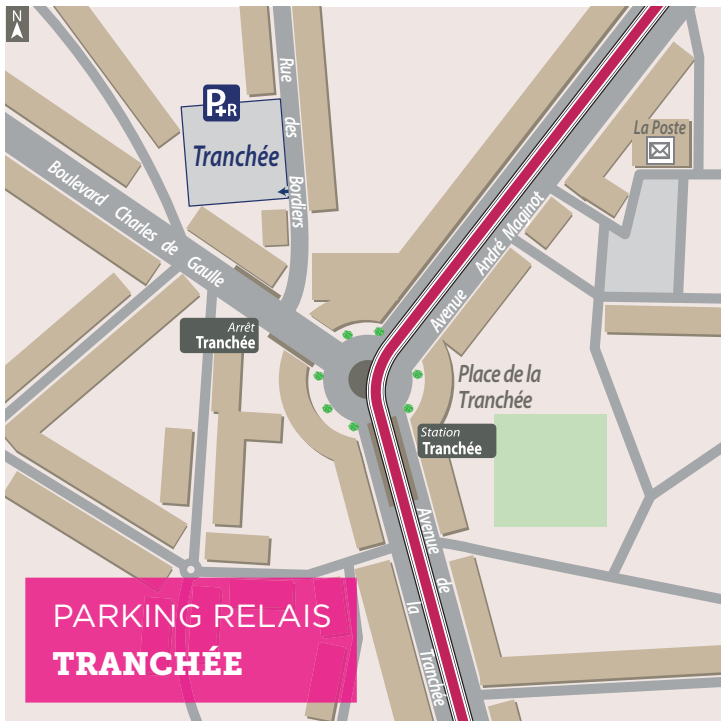 N
P+R
Tranchée
Rue des Bordiers
Boulevard Charles de Gaulle
La Poste
Avenue André Maginot
Arrêt
Tranchée
Place de la
Tranchée
Station
Tranchée
Avenue de la Tranchée
PARKING RELAIS
TRANCHÉE